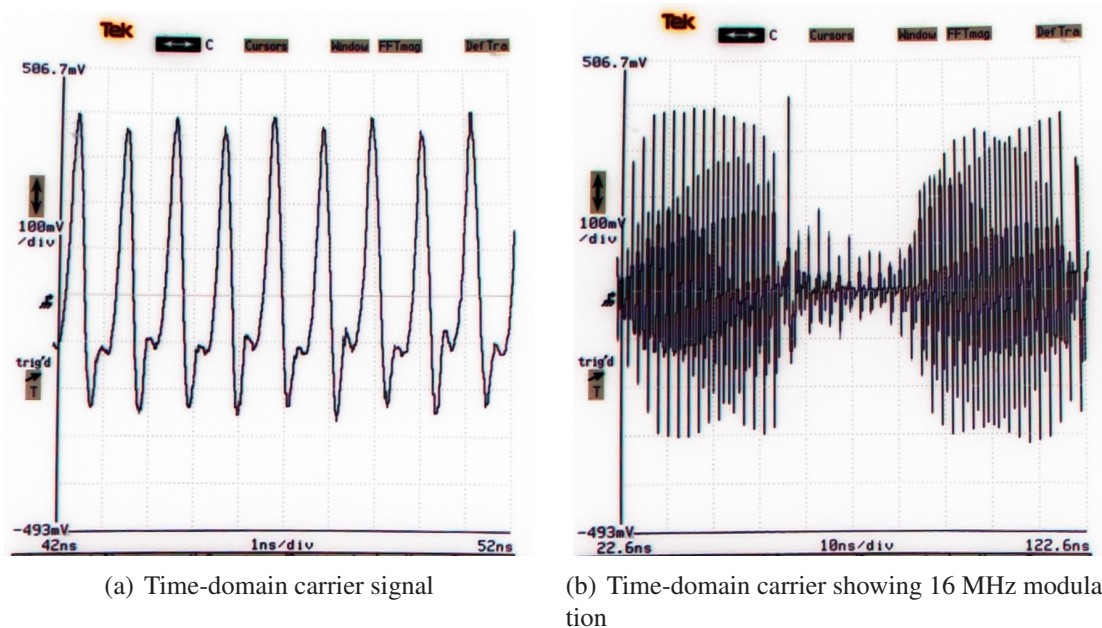 Tek
C Cursors Window FFTmag DefTra
506.7mV
100mV
/div
trig'd
T
-493mV
42ns 1ns/div 52ns
(a) Time-domain carrier signal
Tek
C Cursors Window FFTmag DefTra
506.7mV
100mV
/div
trig'd
T
-493mV
22.6ns 10ns/div 122.6ns
(b) Time-domain carrier showing 16 MHz modula
tion